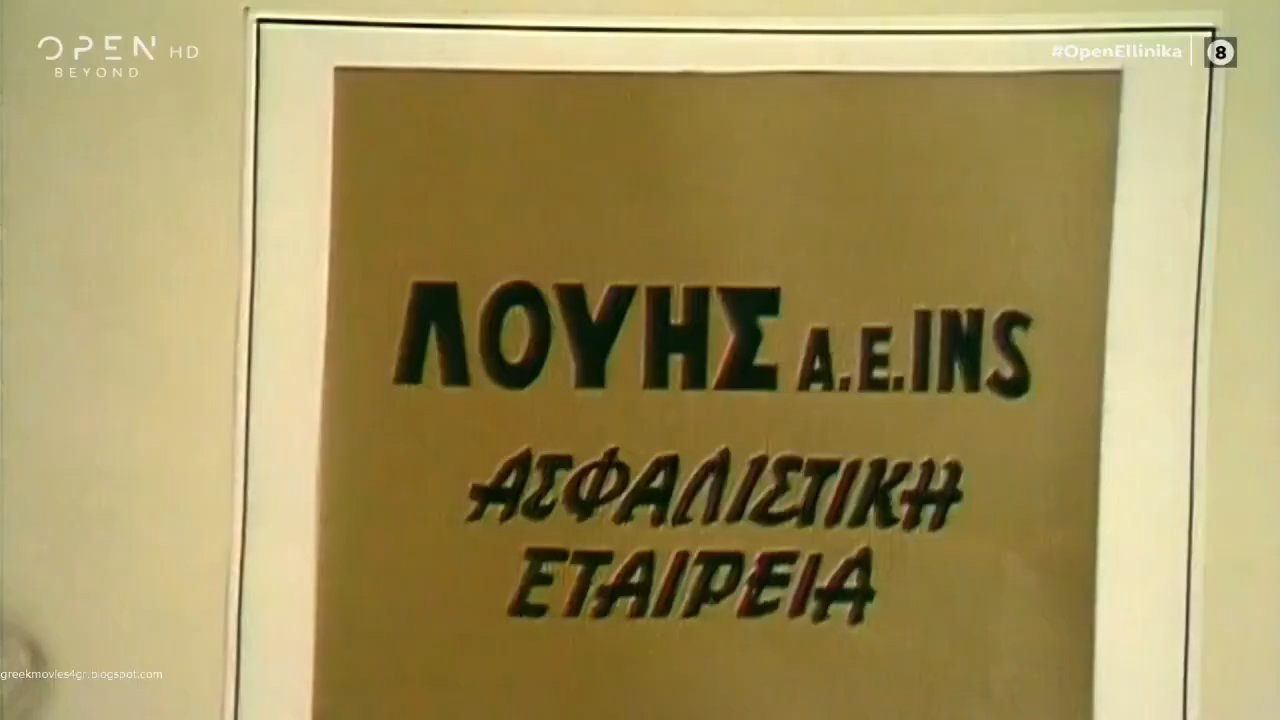 OPEN HD
BEYOND
#OpenEllinika 8
ΛΟΥΗΣ Α.Ε.INS
ΑΣΦΑΛΙΣΤΙΚΗ
ΕΤΑΙΡΕΙΑ
greekmovies4gr.blogspot.com